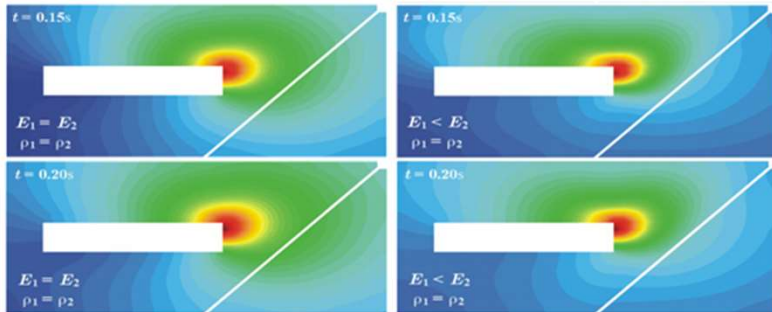 t = 0.15s
E₁ = E₂
ρ₁ = ρ₂
t = 0.15s
E₁ < E₂
ρ₁ = ρ₂
t = 0.20s
E₁ = E₂
ρ₁ = ρ₂
t = 0.20s
E₁ < E₂
ρ₁ = ρ₂